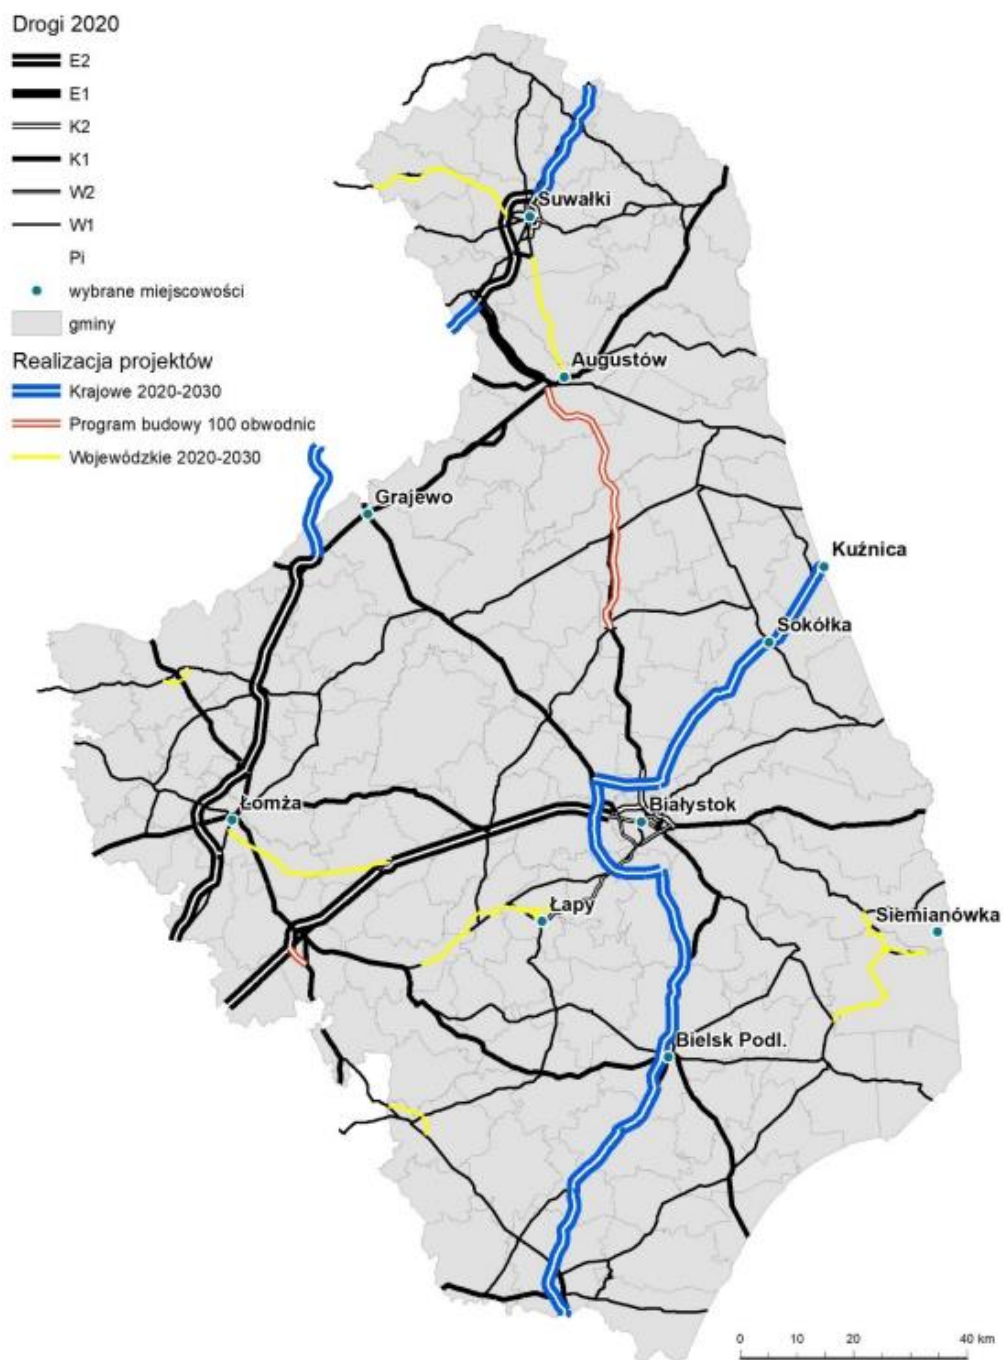 Drogi 2020
E2
E1
K2
K1
W2
W1
Pi
wybrane miejscowości
gminy
Realizacja projektów
Krajowe 2020-2030
Program budowy 100 obwodnic
Wojewódzkie 2020-2030
Suwałki
Augustów
Grajewo
Kuźnica
Sokółka
Łomża
Białystok
Łapy
Siemianówka
Bielsk Podl.
0 10 20 40 km